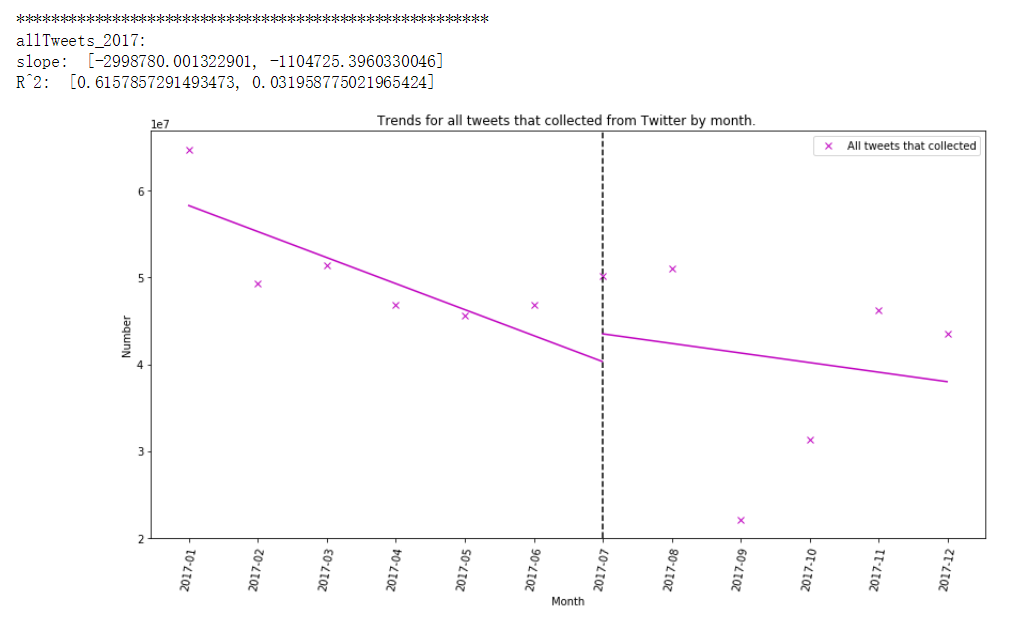 ******************************************************
allTweets_2017:
slope:  [-2998780.001322901, -1104725.3960330046]
R^2:  [0.6157857291493473, 0.031958775021965424]
Trends for all tweets that collected from Twitter by month.
1e7
All tweets that collected
6
5
4
3
2
Number
2017-01
2017-02
2017-03
2017-04
2017-05
2017-06
2017-07
2017-08
2017-09
2017-10
2017-11
2017-12
Month